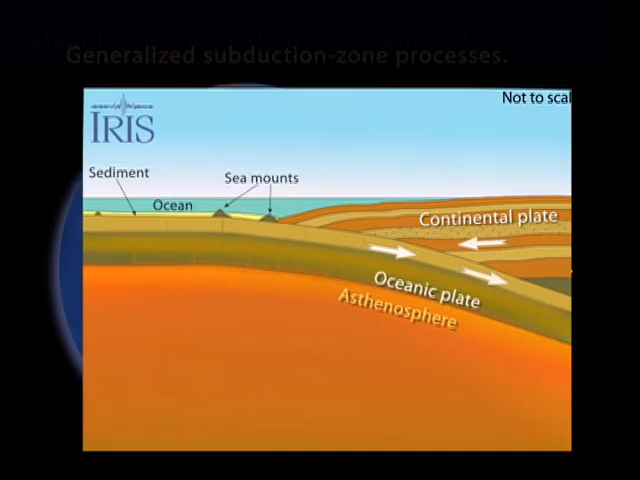 Generalized subduction-zone processes.
Not to scal
IRIS
Sediment
Sea mounts
Ocean
Continental plate
Oceanic plate
Asthenosphere